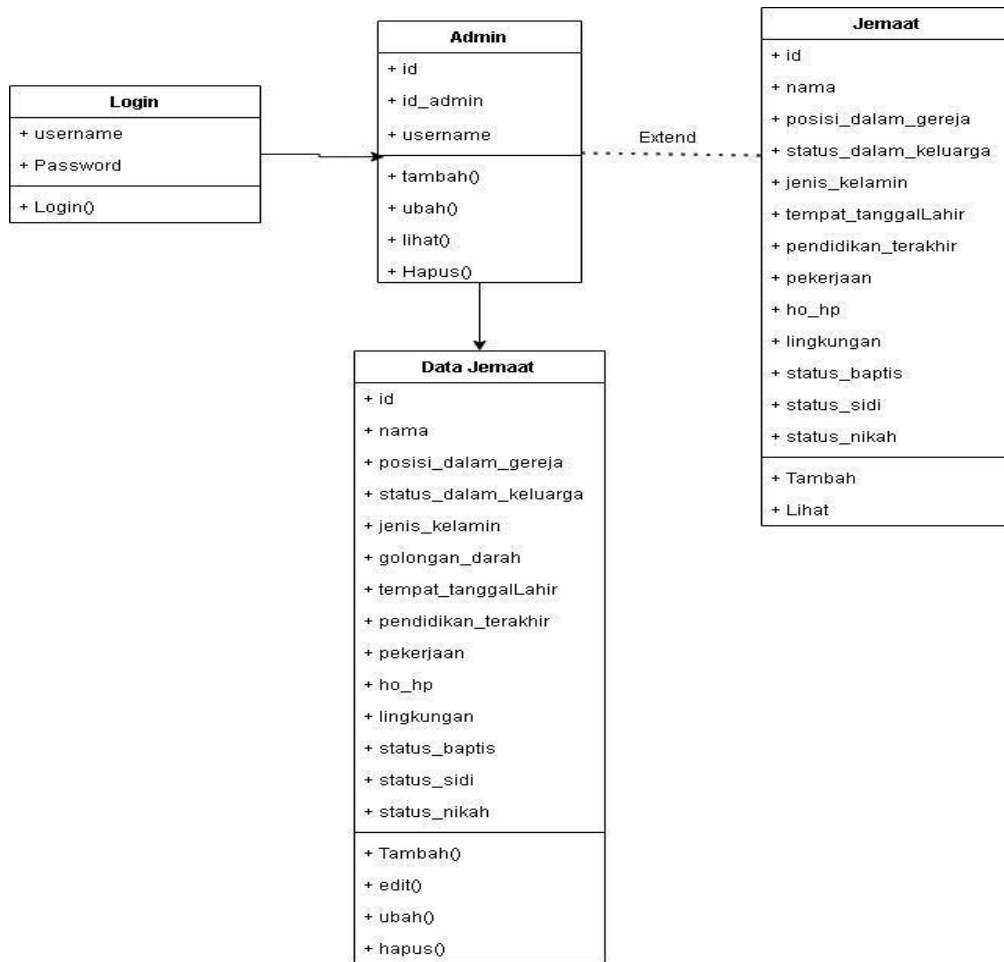 Login
+ username
+ Password
+ Login()
Admin
+ id
+ id_admin
+ username
+ tambah()
+ ubah()
+ lihat()
+ Hapus()
Extend
Jemaat
+ id
+ nama
+ posisi_dalam_gereja
+ status_dalam_keluarga
+ jenis_kelamin
+ tempat_tanggalLahir
+ pendidikan_terakhir
+ pekerjaan
+ ho_hp
+ lingkungan
+ status_baptis
+ status_sidi
+ status_nikah
+ Tambah
+ Lihat
Data Jemaat
+ id
+ nama
+ posisi_dalam_gereja
+ status_dalam_keluarga
+ jenis_kelamin
+ golongan_darah
+ tempat_tanggalLahir
+ pendidikan_terakhir
+ pekerjaan
+ ho_hp
+ lingkungan
+ status_baptis
+ status_sidi
+ status_nikah
+ Tambah()
+ edit()
+ ubah()
+ hapus()